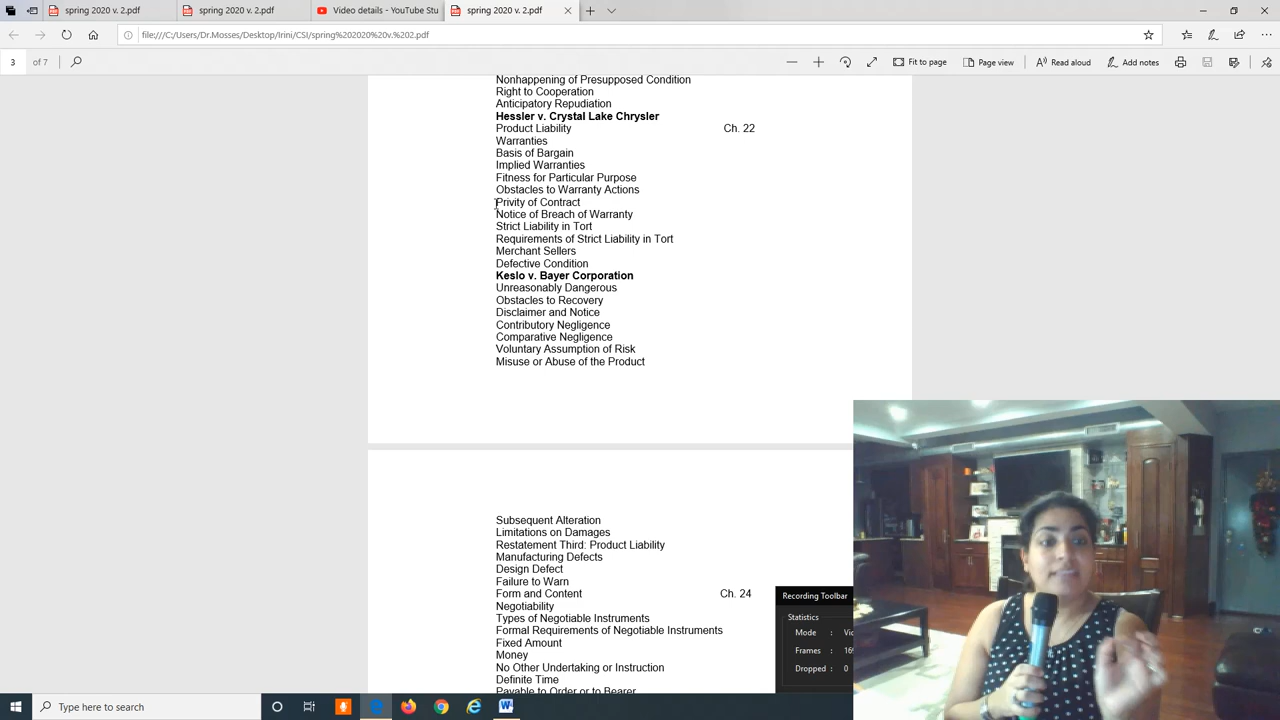 spring 2020 v. 2.pdf
spring 2020 v. 2.pdf
Video details - YouTube Stu
spring 2020 v. 2.pdf
file:///C:/Users/Dr.Mosses/Desktop/Irini/CSI/spring%202020%20v.%202.pdf
3 of 7
Fit to page
Page view
Read aloud
Add notes
Nonhappening of Presupposed Condition
Right to Cooperation
Anticipatory Repudiation
Hessler v. Crystal Lake Chrysler
Product Liability Ch. 22
Warranties
Basis of Bargain
Implied Warranties
Fitness for Particular Purpose
Obstacles to Warranty Actions
Privity of Contract
Notice of Breach of Warranty
Strict Liability in Tort
Requirements of Strict Liability in Tort
Merchant Sellers
Defective Condition
Keslo v. Bayer Corporation
Unreasonably Dangerous
Obstacles to Recovery
Disclaimer and Notice
Contributory Negligence
Comparative Negligence
Voluntary Assumption of Risk
Misuse or Abuse of the Product
Subsequent Alteration
Limitations on Damages
Restatement Third: Product Liability
Manufacturing Defects
Design Defect
Failure to Warn
Form and Content Ch. 24
Negotiability
Types of Negotiable Instruments
Formal Requirements of Negotiable Instruments
Fixed Amount
Money
No Other Undertaking or Instruction
Definite Time
Payable to Order or to Bearer
Recording Toolbar
Statistics
Mode : Vic
Frames : 169
Dropped : 0
Type here to search